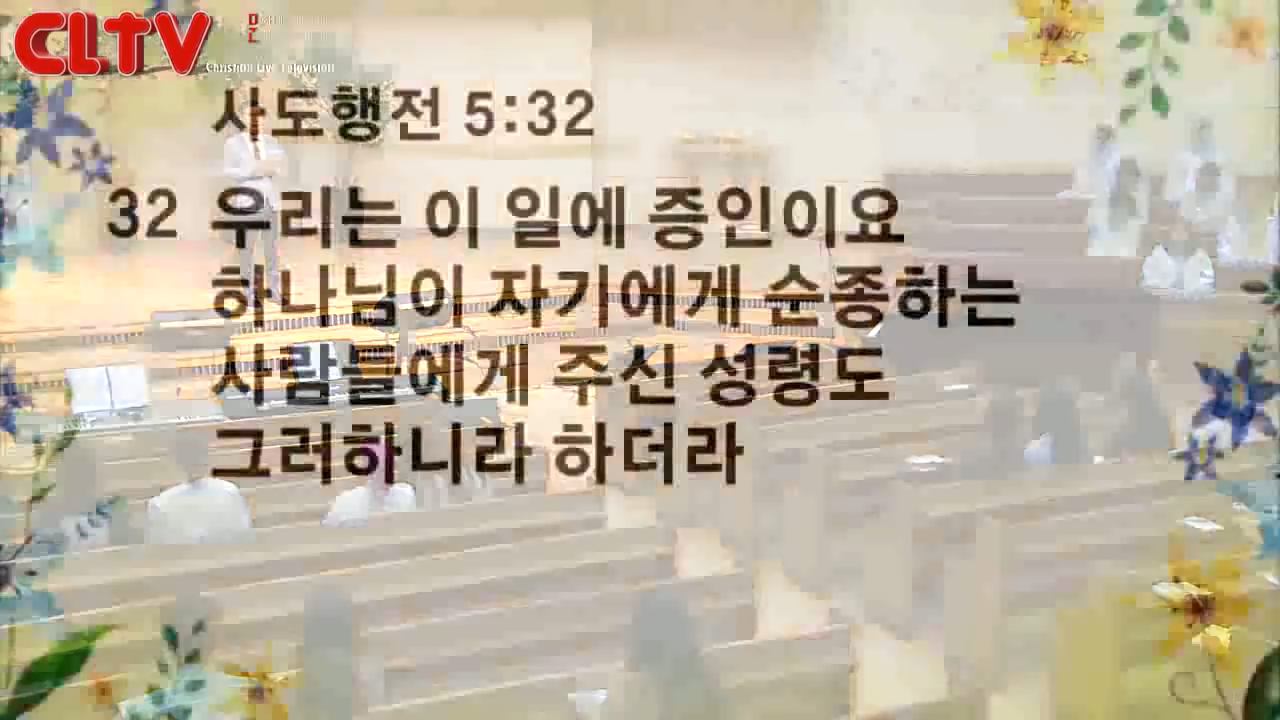 CLTV
Christian Live Television
사도행전 5:32
32 우리는 이 일에 증인이요
하나님이 자기에게 순종하는
사람들에게 주신 성령도
그러하니라 하더라